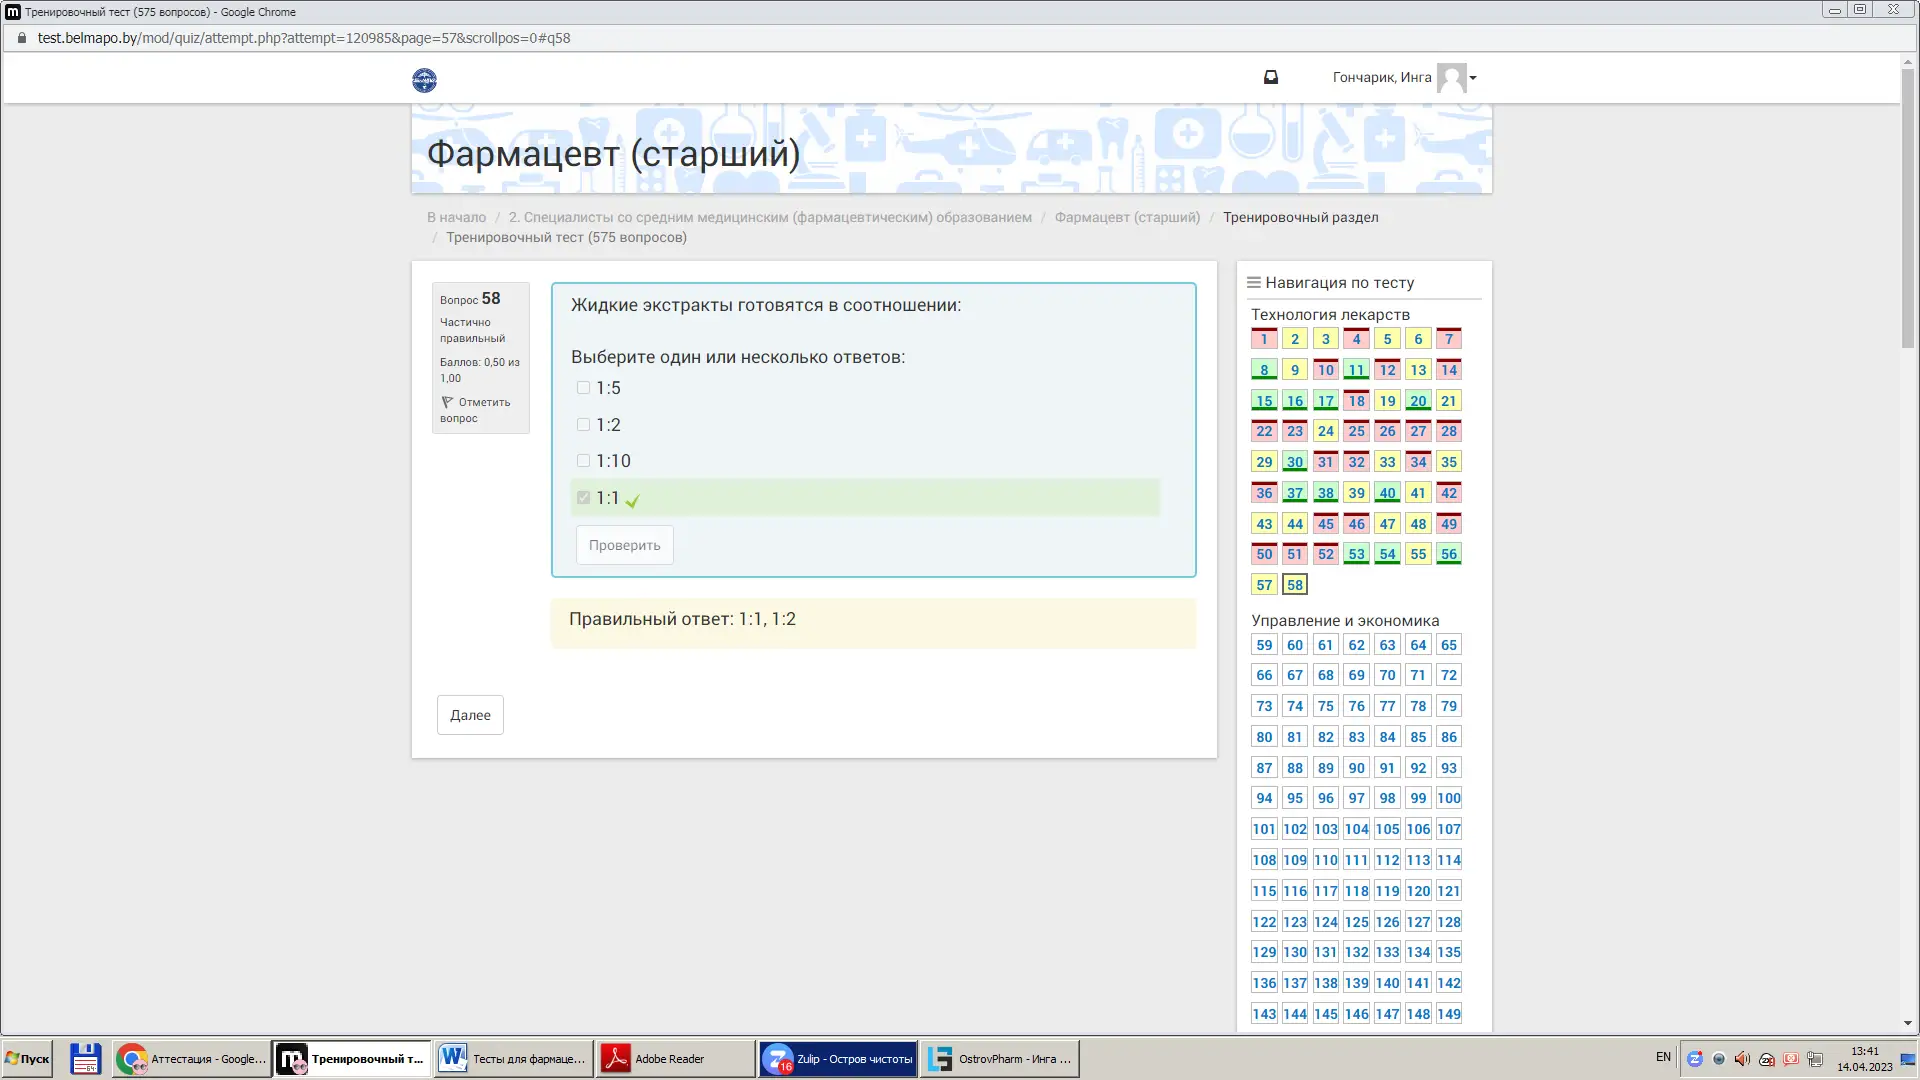 Тренировочный тест (575 вопросов) - Google Chrome
test.belmapo.by/mod/quiz/attempt.php?attempt=120985&page=57&scrollpos=0#q58
Гончарик, Инга
Фармацевт (старший)
В начало / 2. Специалисты со средним медицинским (фармацевтическим) образованием / Фармацевт (старший) / Тренировочный раздел
/ Тренировочный тест (575 вопросов)
Вопрос 58
Частично
правильный
Баллов: 0,50 из
1,00
Отметить
вопрос
Жидкие экстракты готовятся в соотношении:
Выберите один или несколько ответов:
1:5
1:2
1:10
1:1
Проверить
Правильный ответ: 1:1, 1:2
Далее
Навигация по тесту
Технология лекарств
1 2 3 4 5 6 7
8 9 10 11 12 13 14
15 16 17 18 19 20 21
22 23 24 25 26 27 28
29 30 31 32 33 34 35
36 37 38 39 40 41 42
43 44 45 46 47 48 49
50 51 52 53 54 55 56
57 58
Управление и экономика
59 60 61 62 63 64 65
66 67 68 69 70 71 72
73 74 75 76 77 78 79
80 81 82 83 84 85 86
87 88 89 90 91 92 93
94 95 96 97 98 99 100
101 102 103 104 105 106 107
108 109 110 111 112 113 114
115 116 117 118 119 120 121
122 123 124 125 126 127 128
129 130 131 132 133 134 135
136 137 138 139 140 141 142
143 144 145 146 147 148 149
Пуск
Аттестация - Google...
Тренировочный т...
Тесты для фармаце...
Adobe Reader
16
Zulip - Остров чистоты
OstrovPharm - Инга ...
EN
13:41
14.04.2023